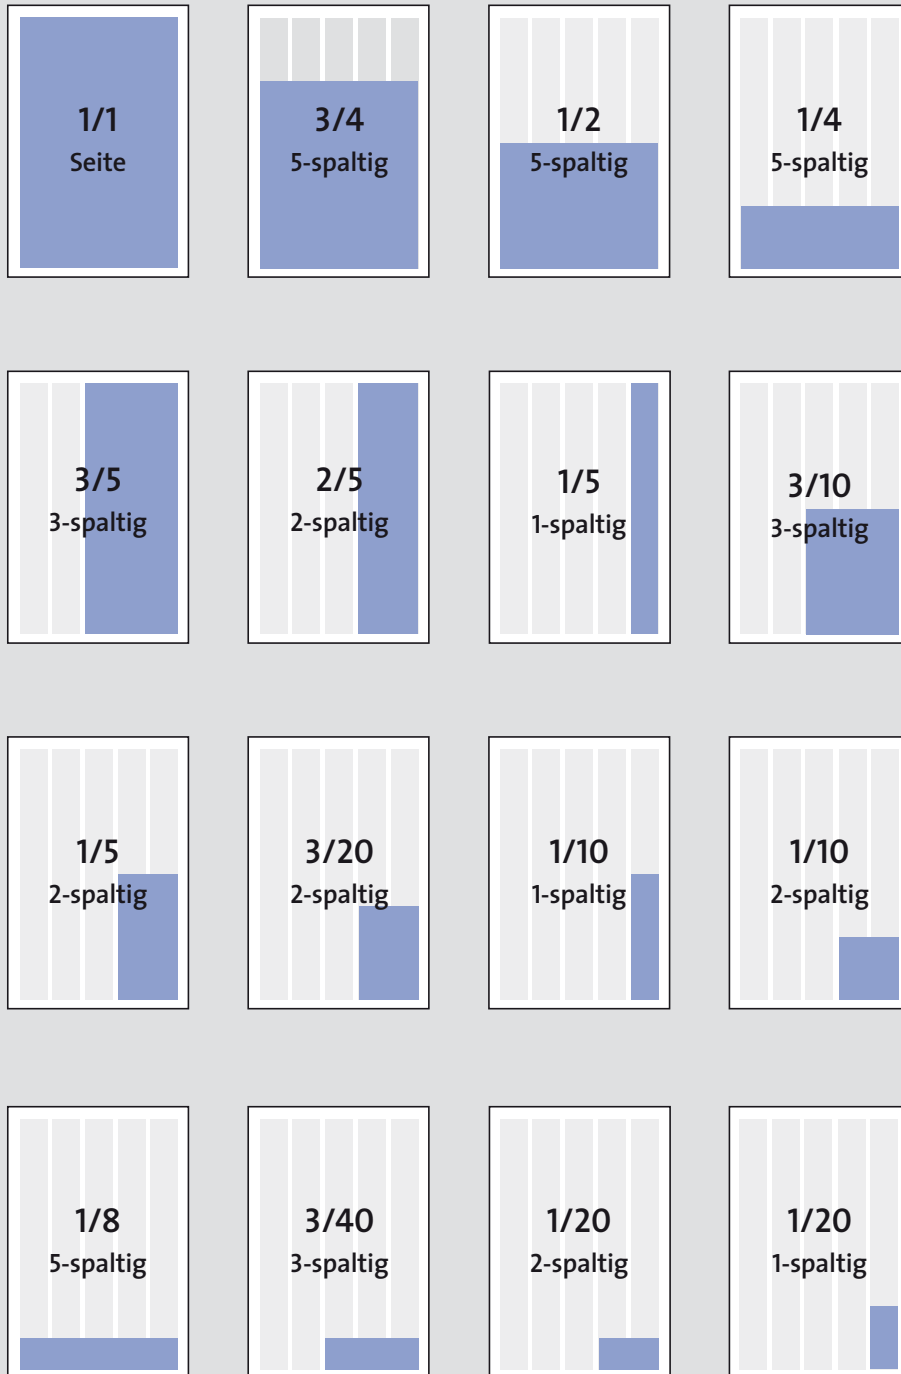 1/1
Seite
3/4
5-spaltig
1/2
5-spaltig
1/4
5-spaltig
3/5
3-spaltig
2/5
2-spaltig
1/5
1-spaltig
3/10
3-spaltig
1/5
2-spaltig
3/20
2-spaltig
1/10
1-spaltig
1/10
2-spaltig
1/8
5-spaltig
3/40
3-spaltig
1/20
2-spaltig
1/20
1-spaltig